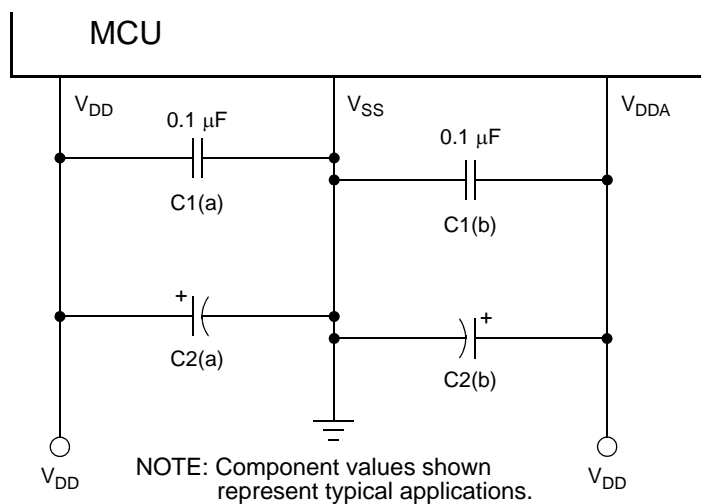 MCU
VDD
VSS
VDDA
0.1 μF
0.1 μF
C1(a)
C1(b)
+
+
C2(a)
C2(b)
VDD
VDD
NOTE: Component values shown
represent typical applications.